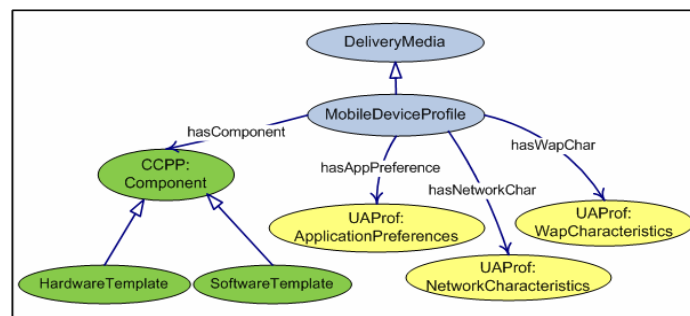 DeliveryMedia
MobileDeviceProfile
hasComponent
hasWapChar
CCPP:
Component
hasAppPreference
hasNetworkChar
UAProf:
ApplicationPreferences
UAProf:
WapCharacteristics
HardwareTemplate
SoftwareTemplate
UAProf:
NetworkCharacteristics